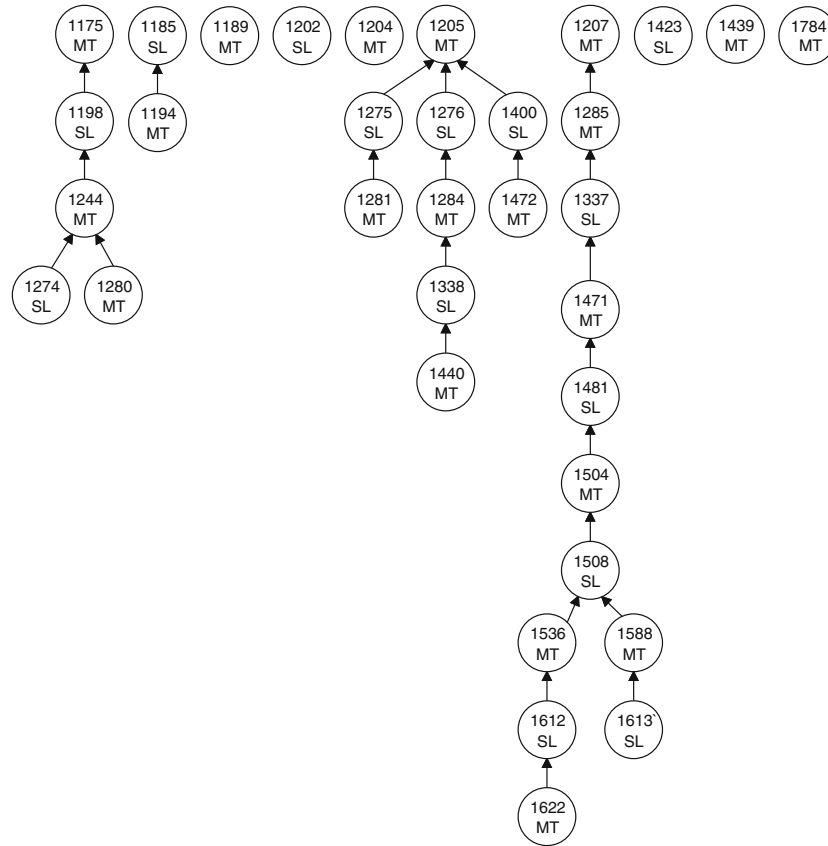 1175
MT
1185
SL
1189
MT
1202
SL
1204
MT
1205
MT
1207
MT
1423
SL
1439
MT
1784
MT
1198
SL
1194
MT
1275
SL
1276
SL
1400
SL
1285
MT
1244
MT
1281
MT
1284
MT
1472
MT
1337
SL
1274
SL
1280
MT
1338
SL
1471
MT
1440
MT
1481
SL
1504
MT
1508
SL
1536
MT
1588
MT
1612
SL
1613`
SL
1622
MT